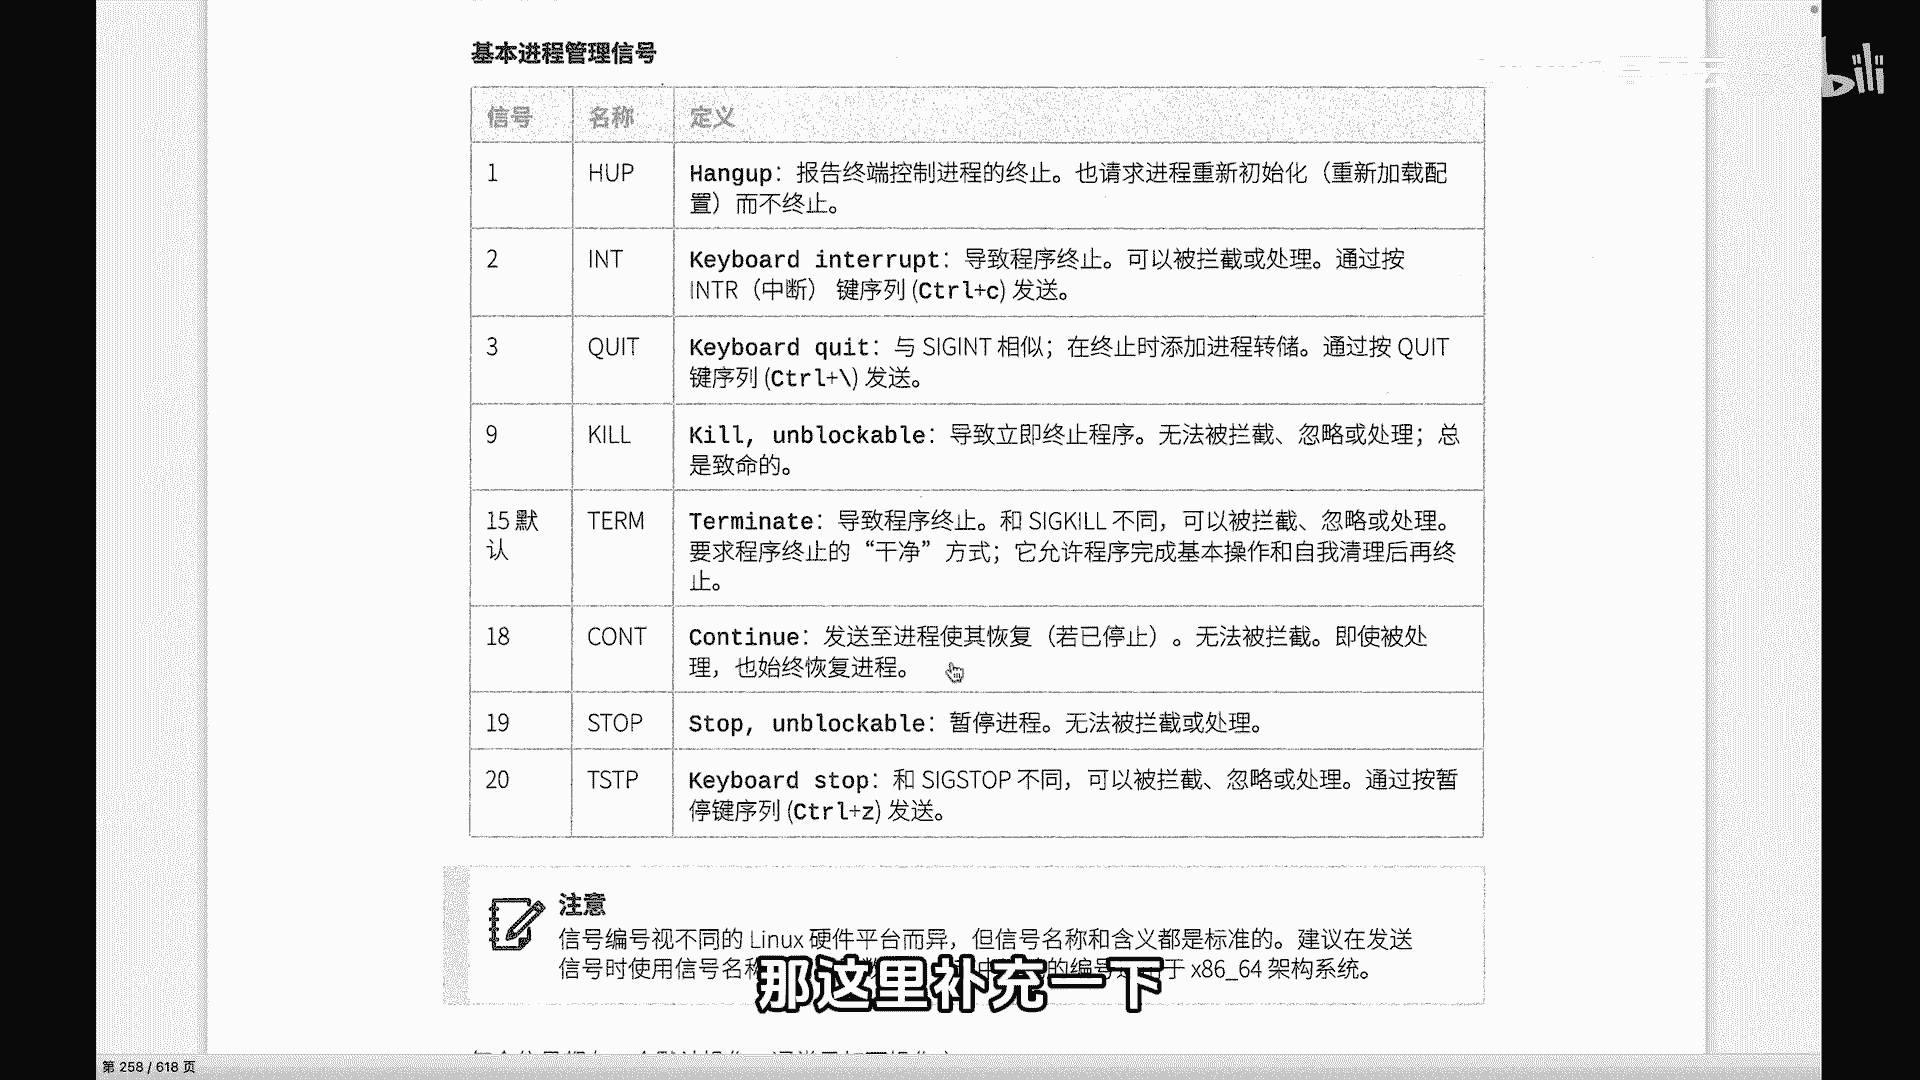 基本进程管理信号
信号 名称 定义
1 HUP Hangup：报告终端控制进程的终止。也请求进程重新初始化（重新加载配
置）而不终止。
2 INT Keyboard interrupt：导致程序终止。可以被拦截或处理。通过按
INTR（中断） 键序列 (Ctrl+c) 发送。
3 QUIT Keyboard quit：与 SIGINT 相似；在终止时添加进程转储。通过按 QUIT
键序列 (Ctrl+\) 发送。
9 KILL Kill, unblockable：导致立即终止程序。无法被拦截、忽略或处理；总
是致命的。
15 默
认
TERM Terminate：导致程序终止。和 SIGKILL 不同，可以被拦截、忽略或处理。
要求程序终止的“干净”方式；它允许程序完成基本操作和自我清理后再终
止。
18 CONT Continue：发送至进程使其恢复（若已停止）。无法被拦截。即使被处
理，也始终恢复进程。
19 STOP Stop, unblockable：暂停进程。无法被拦截或处理。
20 TSTP Keyboard stop：和 SIGSTOP 不同，可以被拦截、忽略或处理。通过按暂
停键序列 (Ctrl+z) 发送。
注意
信号编号视不同的 Linux 硬件平台而异，但信号名称和含义都是标准的。建议在发送
信号时使用信号名称 的编号 于 x86_64 架构系统。
那这里补充一下
第 258 / 618 页
bili